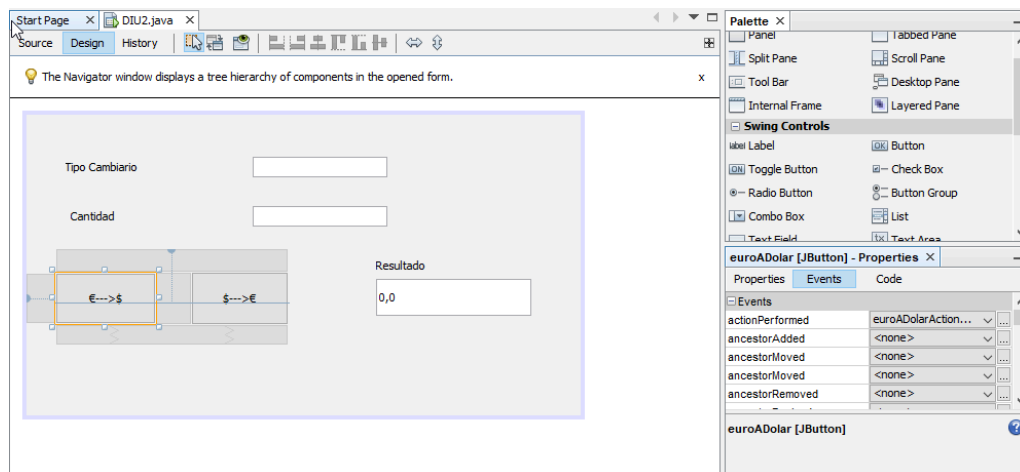 Start Page
DIU2.java
Source Design History
The Navigator window displays a tree hierarchy of components in the opened form.
x
Tipo Cambiario
Cantidad
€--->$
$--->€
Resultado
0,0
Palette
Panel Tabbed Pane
Split Pane Scroll Pane
Tool Bar Desktop Pane
Internal Frame Layered Pane
Swing Controls
label Label OK Button
ON Toggle Button Check Box
Radio Button Button Group
Combo Box List
Text Field Text Area
euroADolar [JButton] - Properties
Properties Events Code
Events
actionPerformed euroADolarAction... ...
ancestorAdded <none> ...
ancestorMoved <none> ...
ancestorMoved <none> ...
ancestorRemoved <none> ...
euroADolar [JButton]
?